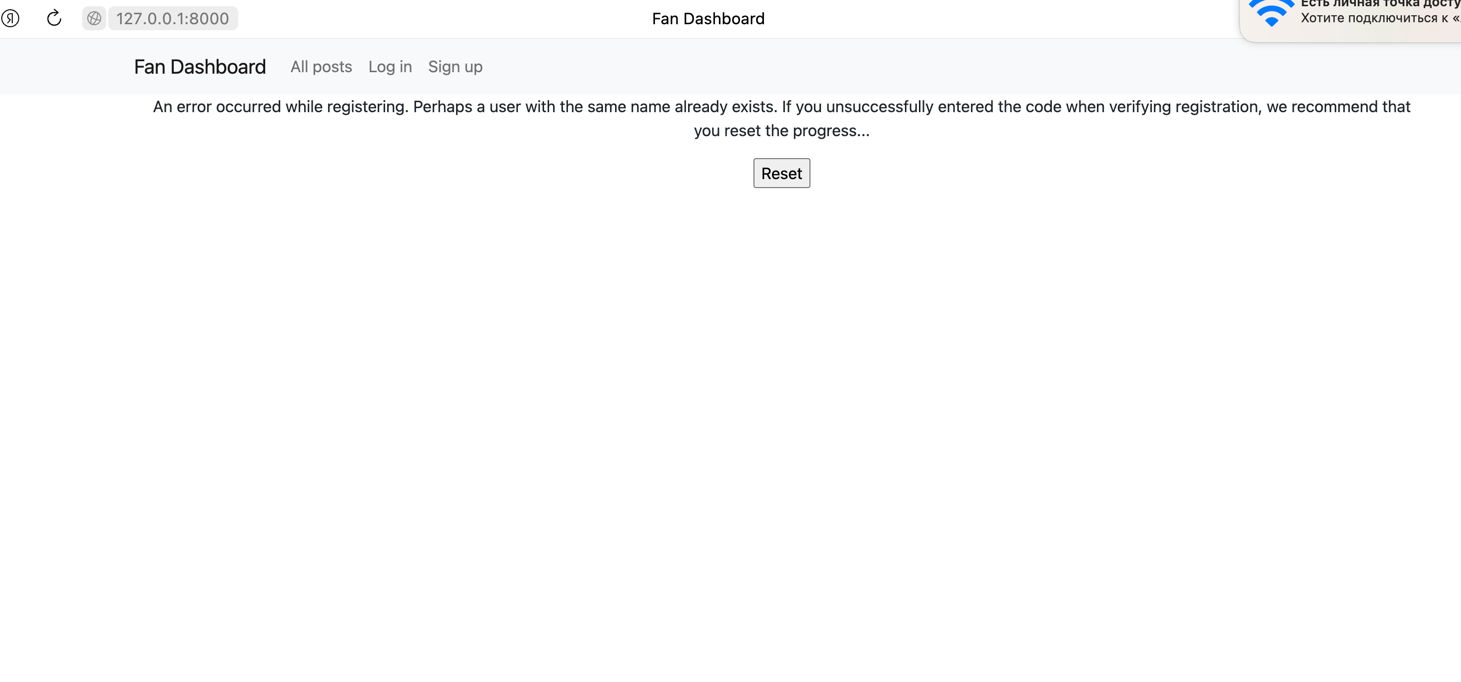 Я 127.0.0.1:8000 Fan Dashboard
Есть личная точка досту
Хотите подключиться к «
Fan Dashboard All posts Log in Sign up
An error occurred while registering. Perhaps a user with the same name already exists. If you unsuccessfully entered the code when verifying registration, we recommend that
you reset the progress...
Reset